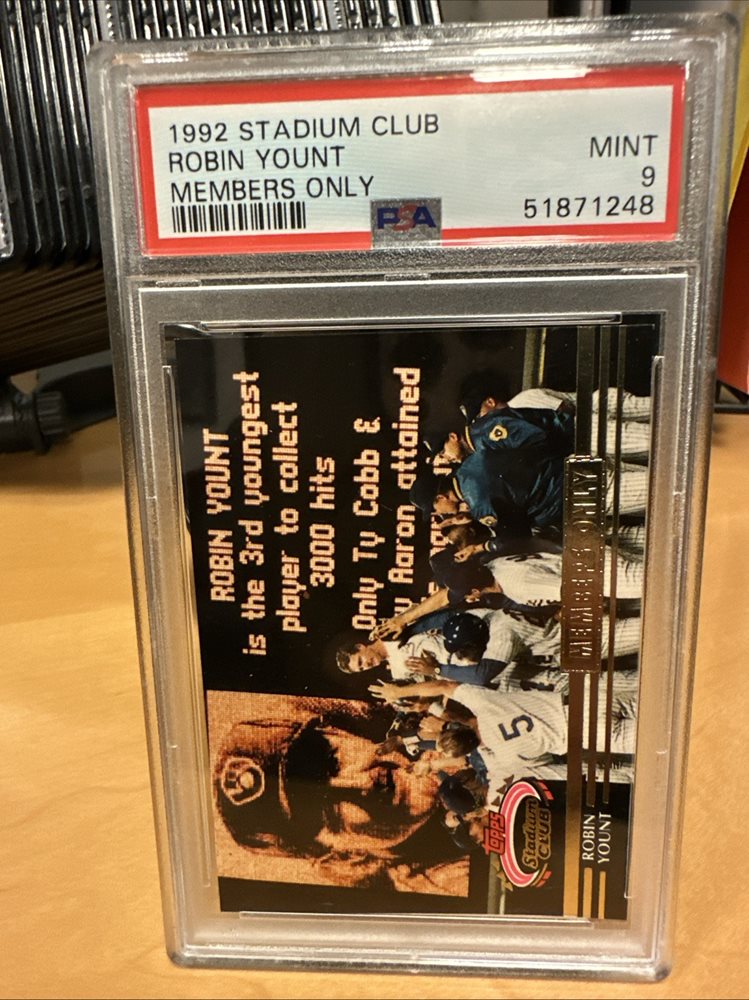 1992 STADIUM CLUB
ROBIN YOUNT
MEMBERS ONLY
MINT
9
51871248
PSA
ROBIN YOUNT
is the 3rd youngest
player to collect
3000 hits
Only Ty Cobb &
Aaron attained
5
MEMBERS ONLY
Topps
Stadium
CLUB
ROBIN
YOUNT